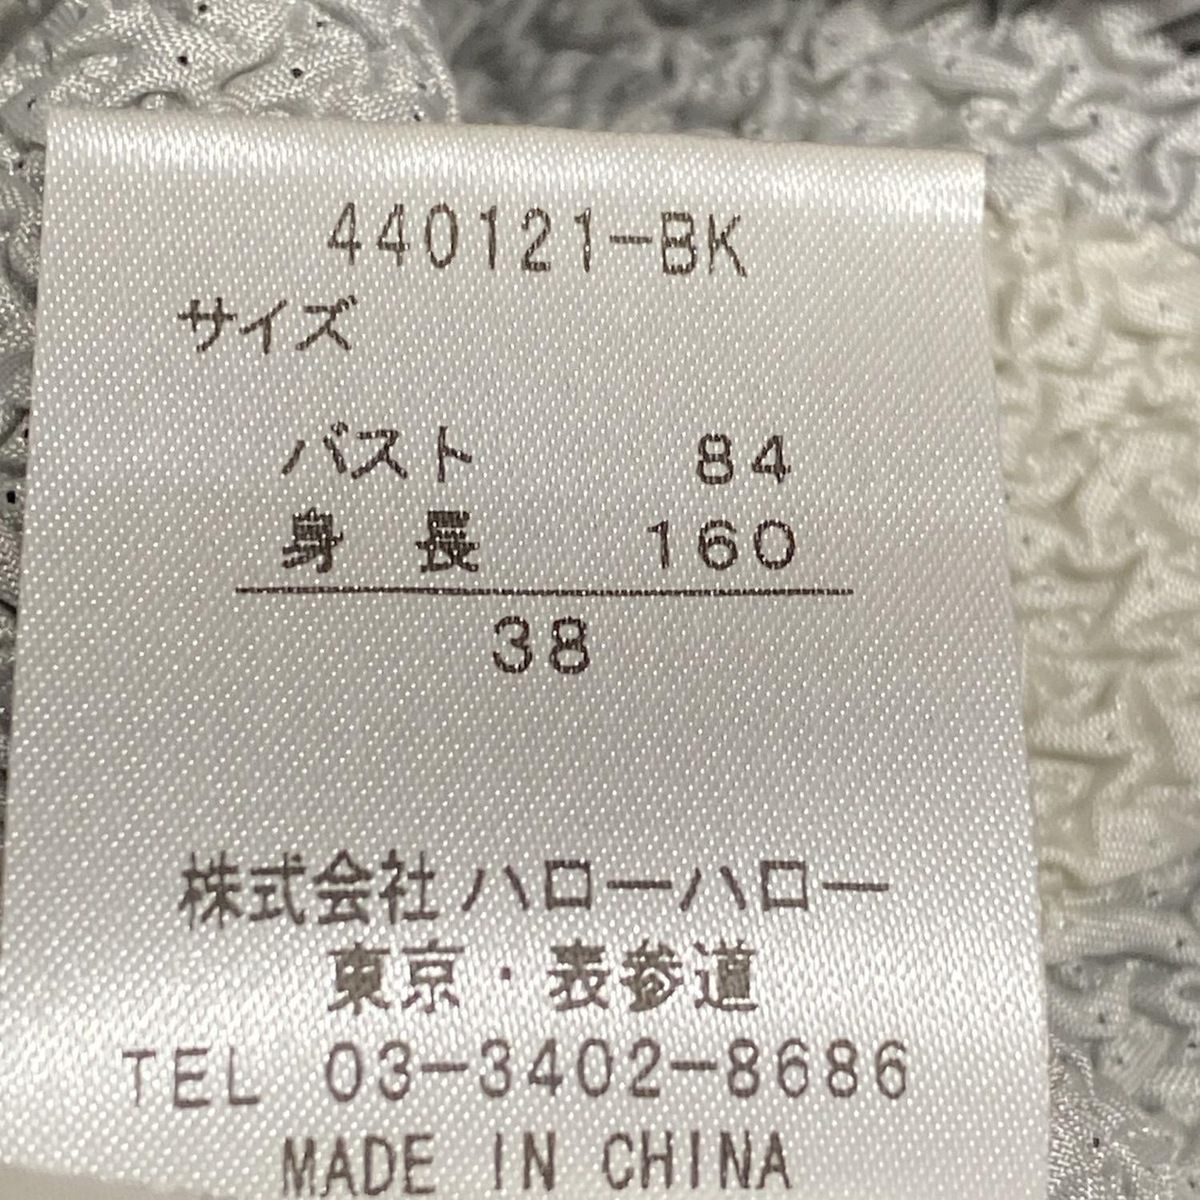 440121-BK
サイズ
バスト 84
身長 160
38
株式会社ハローハロー
東京・表参道
TEL 03-3402-8686
MADE IN CHINA